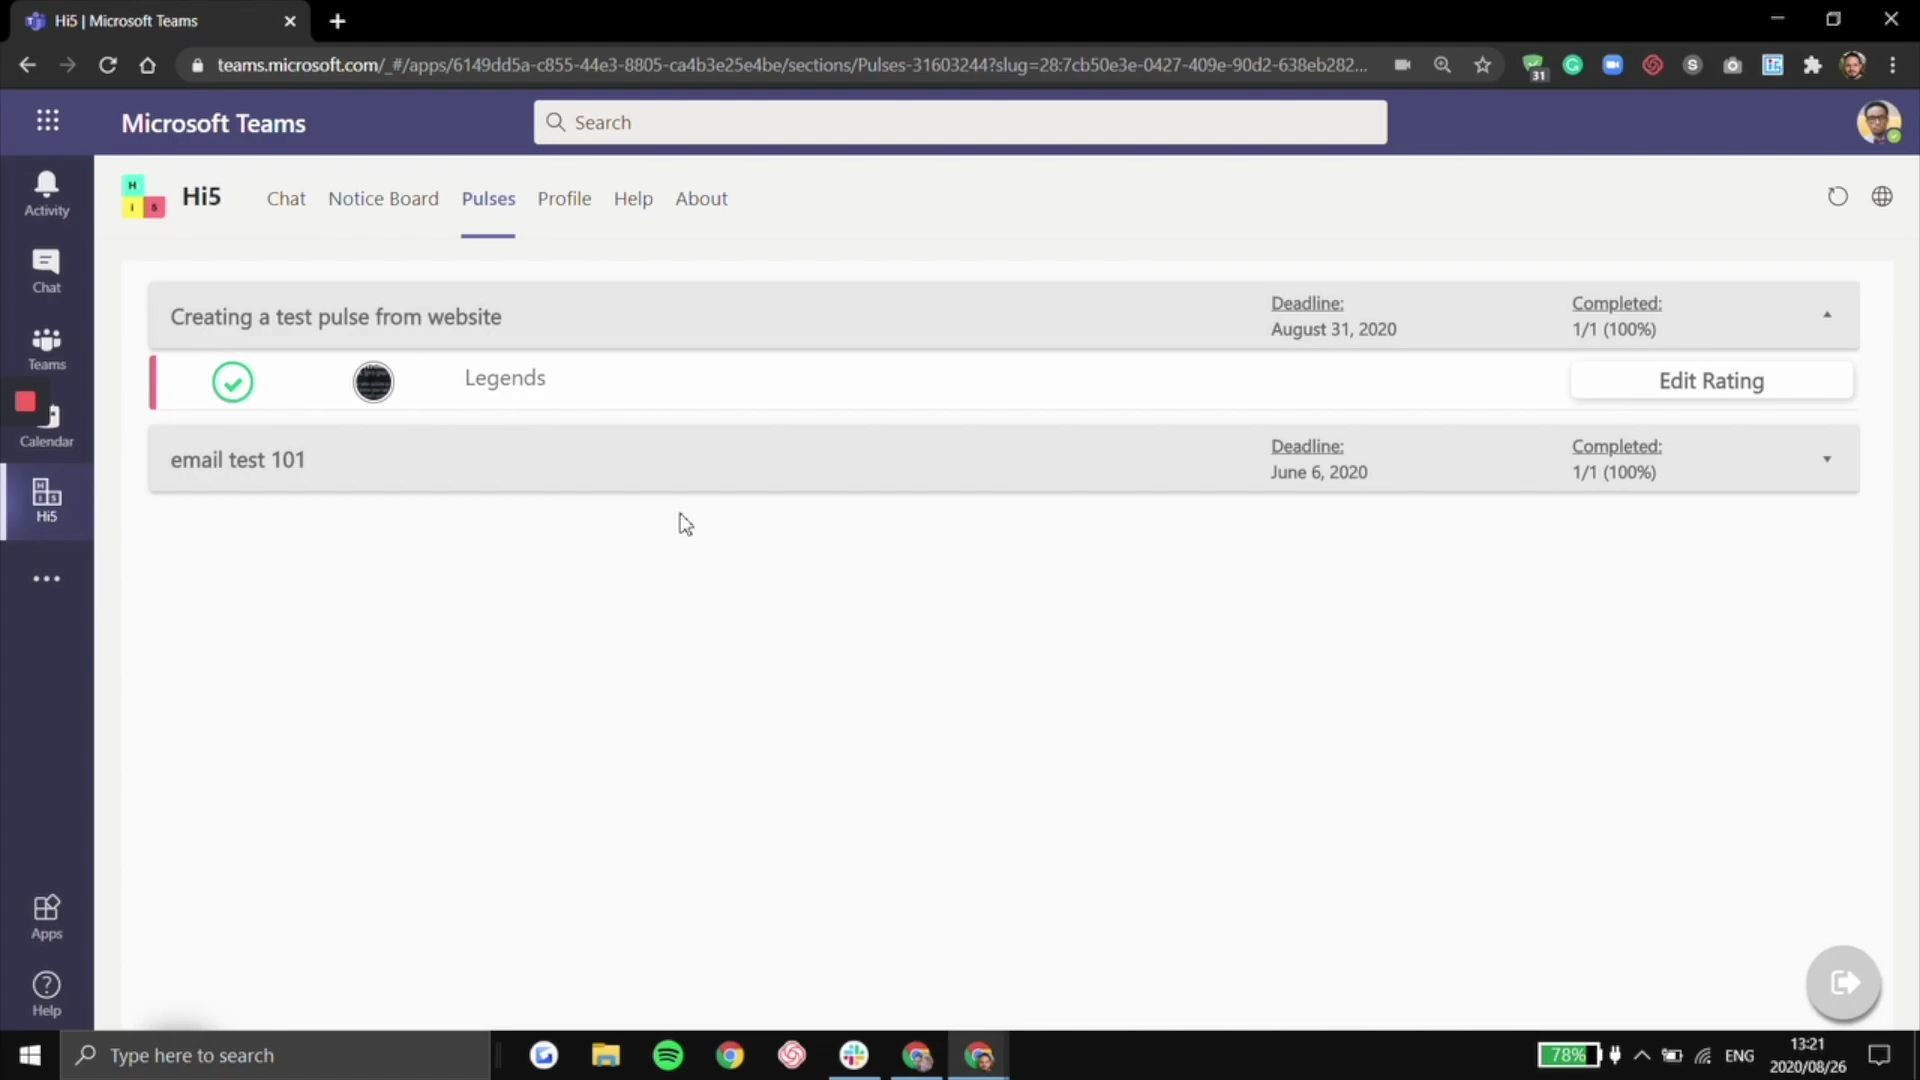 Hi5 | Microsoft Teams
teams.microsoft.com/_#/apps/6149dd5a-c855-44e3-8805-ca4b3e25e4be/sections/Pulses-31603244?slug=28:7cb50e3e-0427-409e-90d2-638eb282...
31
S
Microsoft Teams
Search
Activity
Chat
Teams
Calendar
Hi5
Apps
Help
H
i 5
Hi5
Chat
Notice Board
Pulses
Profile
Help
About
Creating a test pulse from website
Deadline:
August 31, 2020
Completed:
1/1 (100%)
Legends
Edit Rating
email test 101
Deadline:
June 6, 2020
Completed:
1/1 (100%)
Type here to search
78%
ENG
13:21
2020/08/26